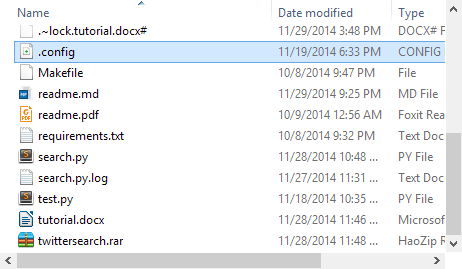 Name Date modified Type
.~lock.tutorial.docx# 11/29/2014 3:48 PM DOCX# F
.config 11/19/2014 6:33 PM CONFIG
Makefile 10/8/2014 9:47 PM File
readme.md 11/29/2014 9:25 PM MD File
readme.pdf 10/9/2014 12:56 AM Foxit Rea
requirements.txt 10/8/2014 9:32 PM Text Doc
search.py 11/28/2014 10:48 ... PY File
search.py.log 11/27/2014 11:31 ... Text Doc
test.py 11/18/2014 10:35 ... PY File
tutorial.docx 11/28/2014 11:46 ... Microsof
twittersearch.rar 11/28/2014 11:48 ... HaoZip R